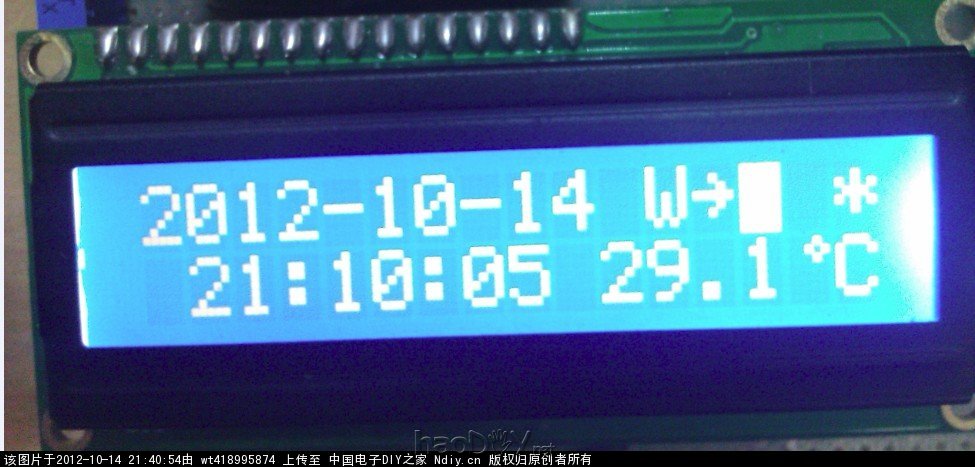 2012-10-14 W→█ *
21:10:05 29.1°C
该图片于2012-10-14 21:40:54由 wt418995874 上传至 中国电子DIY之家 Ndiy.cn 版权归原创者所有